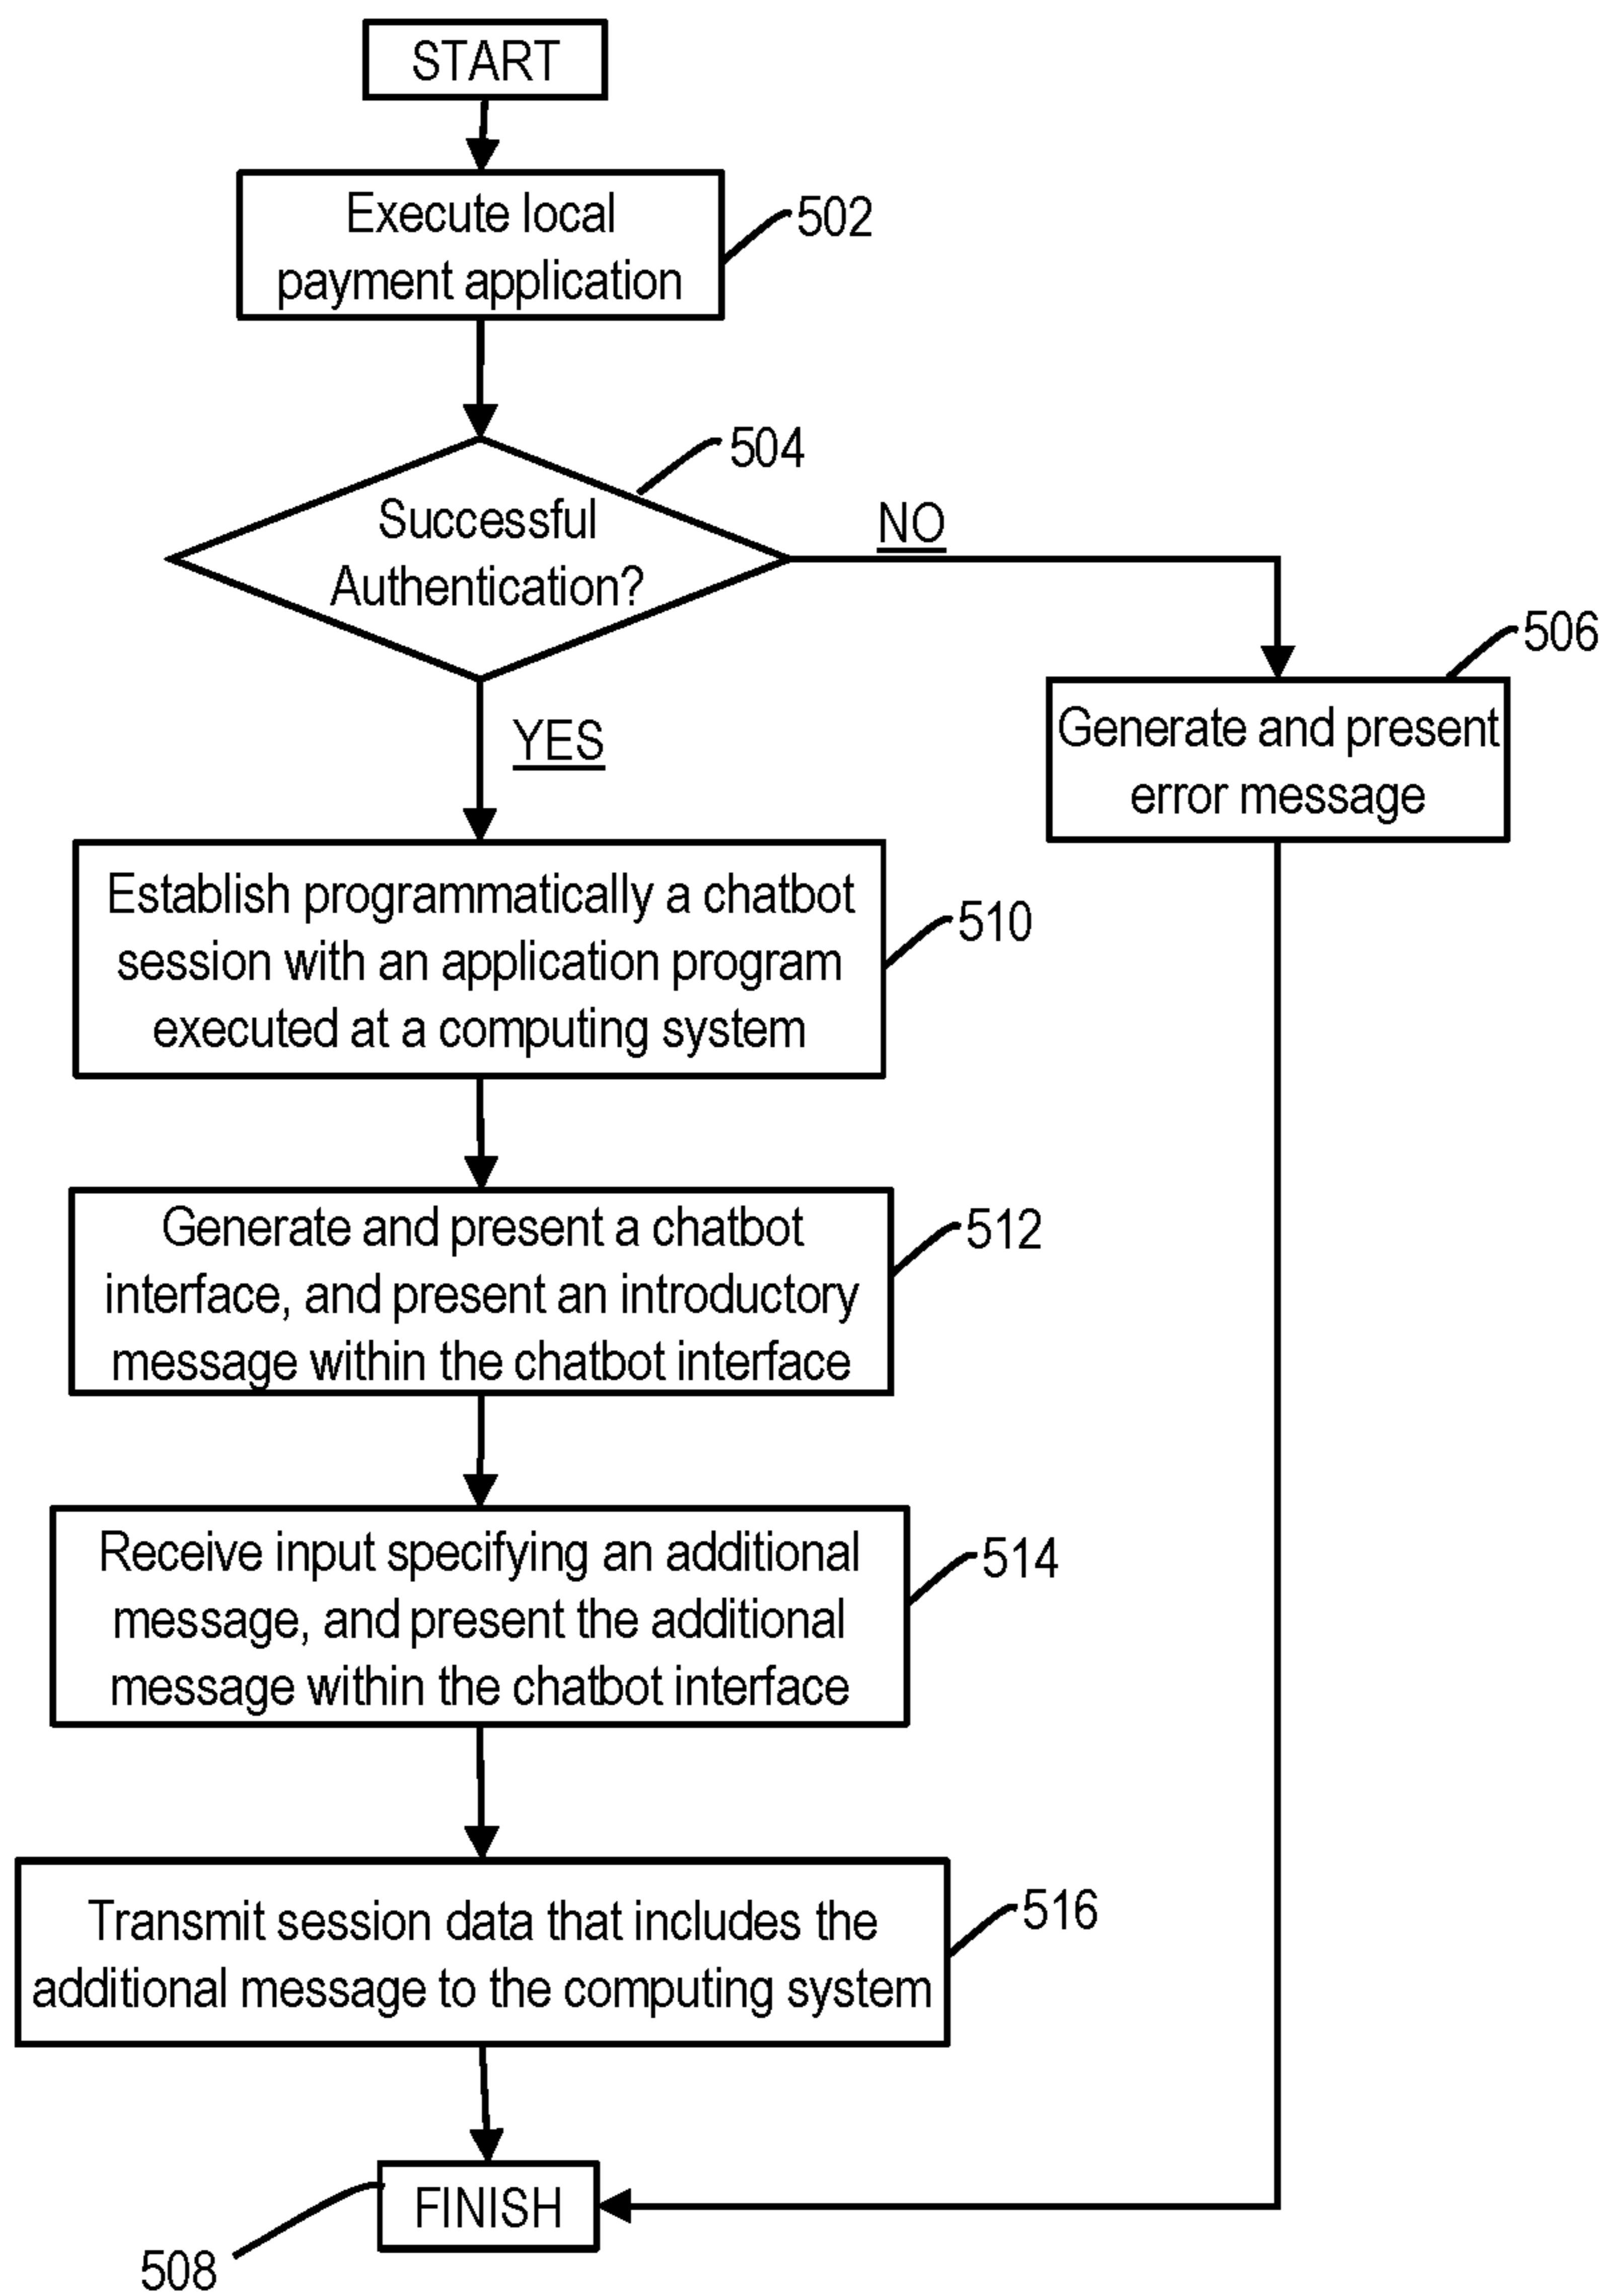 START
Execute local
payment application
502
Successful
Authentication?
504
NO
YES
506
Generate and present
error message
Establish programmatically a chatbot
session with an application program
executed at a computing system
510
Generate and present a chatbot
interface, and present an introductory
message within the chatbot interface
512
Receive input specifying an additional
message, and present the additional
message within the chatbot interface
514
Transmit session data that includes the
additional message to the computing system
516
FINISH
508